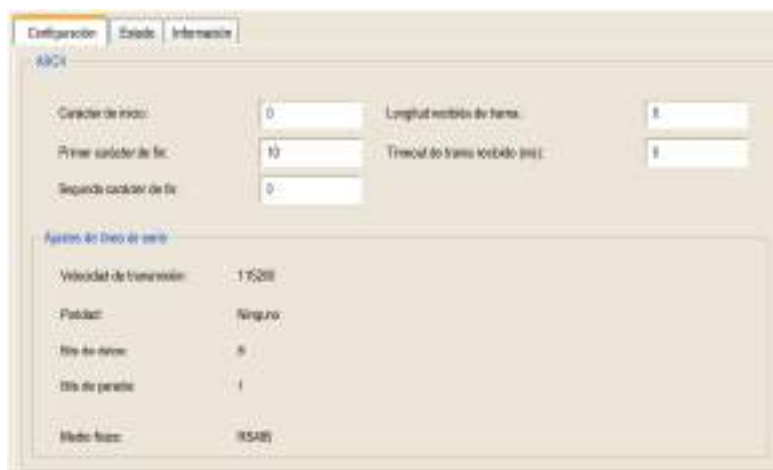 Configuración Estado Información
ASCII
Carácter de inicio: 0 Longitud recibida de trama: 0
Primer carácter de fin: 10 Timeout de trama recibido (ms): 0
Segundo carácter de fin: 0
Ajustes de línea de serie
Velocidad de transmisión: 115200
Paridad: Ninguno
Bits de datos: 8
Bits de parada: 1
Medio físico: RS485